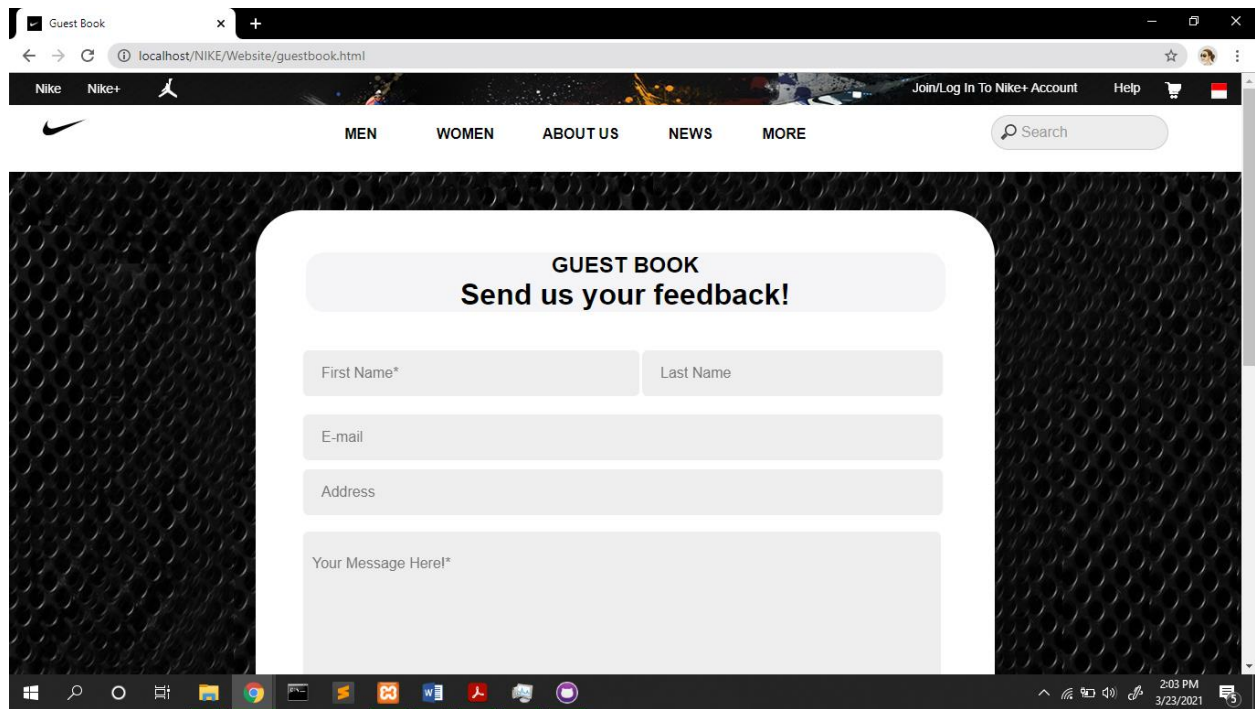 Guest Book
localhost/NIKE/Website/guestbook.html
Nike Nike+ Join/Log In To Nike+ Account Help
MEN WOMEN ABOUT US NEWS MORE Search
GUEST BOOK
Send us your feedback!
First Name* Last Name
E-mail
Address
Your Message Here!*
2:03 PM
3/23/2021
5